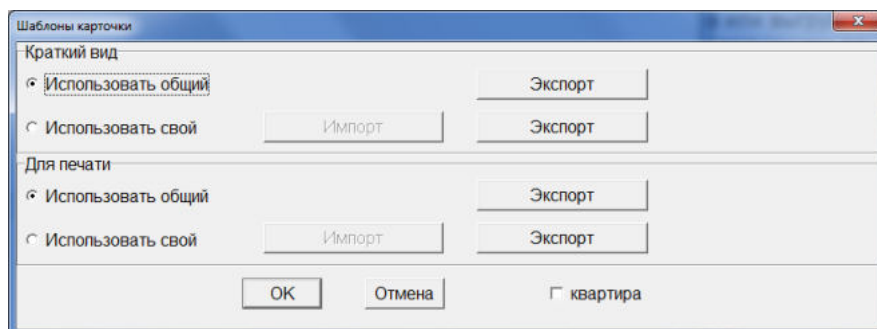 Шаблоны карточки
Краткий вид
Использовать общий Экспорт
Использовать свой Импорт Экспорт
Для печати
Использовать общий Экспорт
Использовать свой Импорт Экспорт
OK Отмена квартира